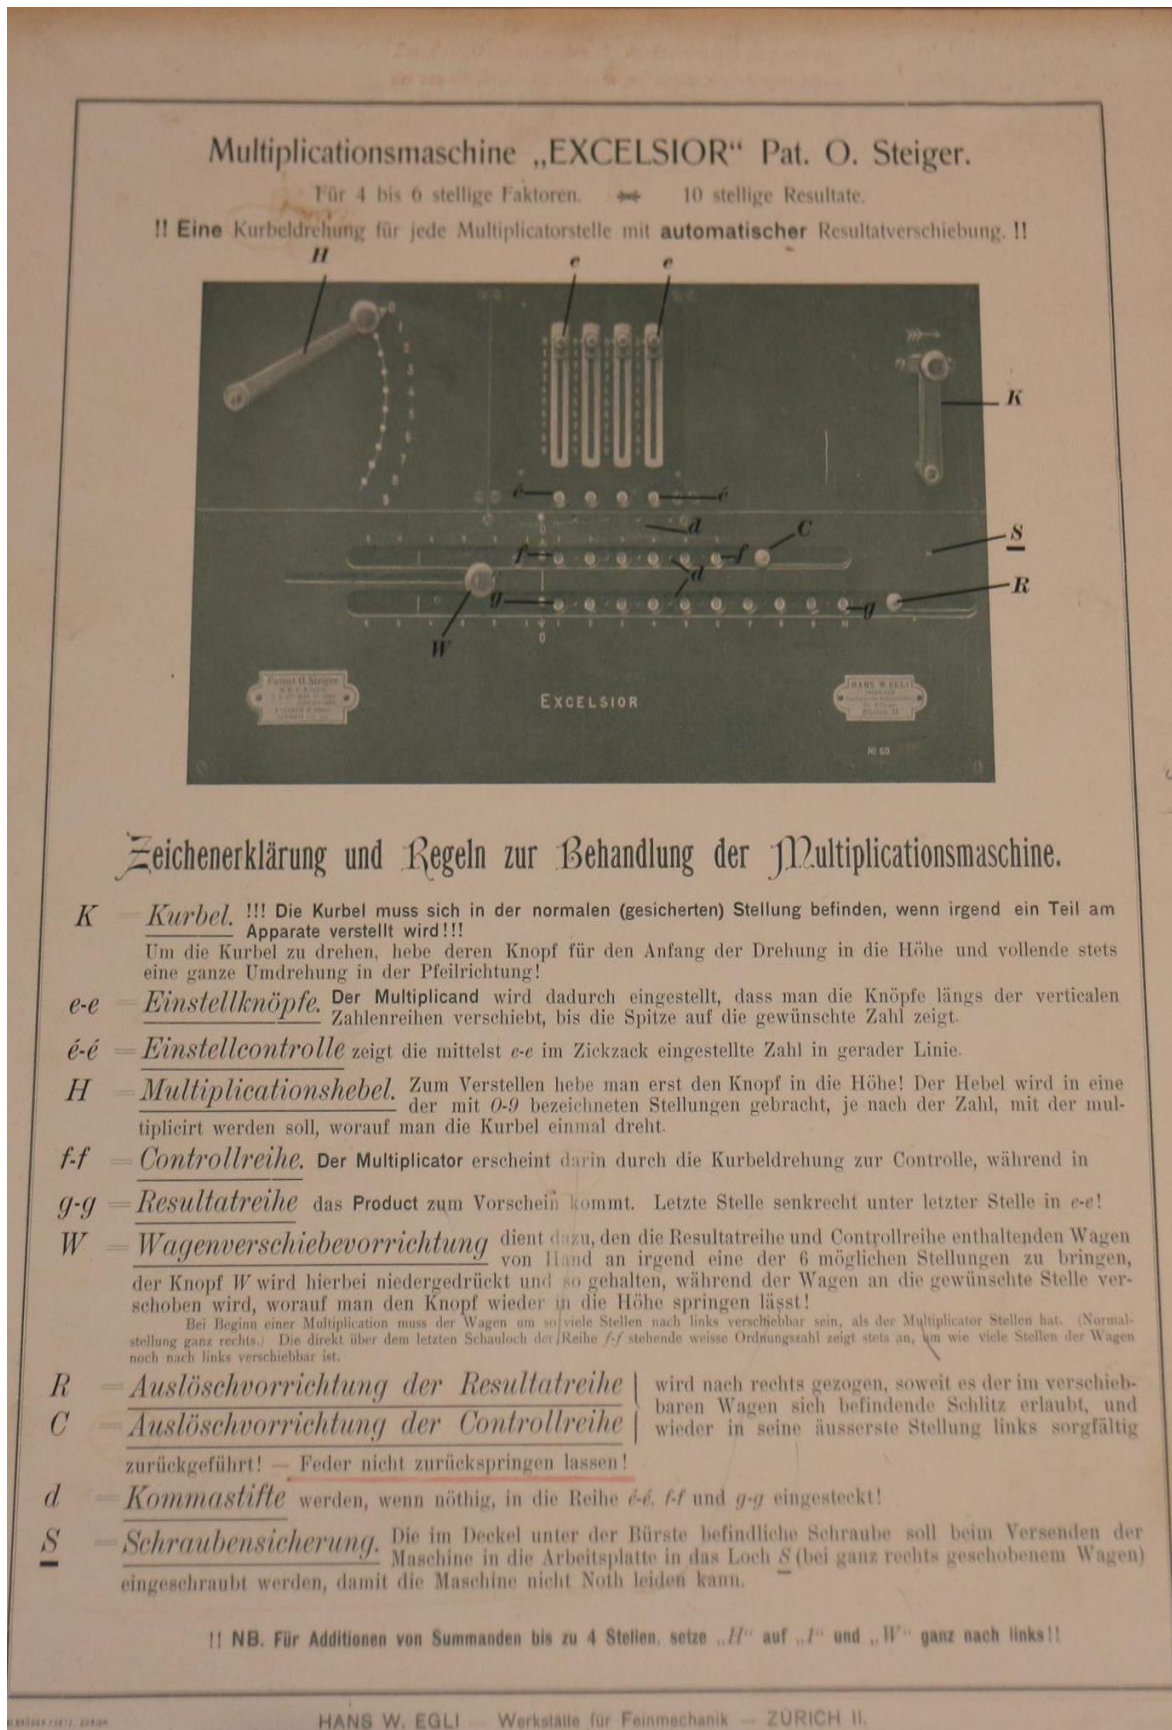 Multiplicationsmaschine „EXCELSIOR“ Pat. O. Steiger.
Für 4 bis 6 stellige Faktoren. 10 stellige Resultate.
!! Eine Kurbeldrehung für jede Multiplicatorstelle mit automatischer Resultatverschiebung. !!
H e e
0
1
2
3
4
5
6
7
8
9
K
é é
d C
S
f f
d
R
g g
W
0
Patent O. Steiger
EXCELSIOR
HANS W. EGLI
No 60
Zeichenerklärung und Regeln zur Behandlung der Multiplicationsmaschine.
K = Kurbel. !!! Die Kurbel muss sich in der normalen (gesicherten) Stellung befinden, wenn irgend ein Teil am
Apparate verstellt wird!!!
Um die Kurbel zu drehen, hebe deren Knopf für den Anfang der Drehung in die Höhe und vollende stets
eine ganze Umdrehung in der Pfeilrichtung!
e-e = Einstellknöpfe. Der Multiplicand wird dadurch eingestellt, dass man die Knöpfe längs der verticalen
Zahlenreihen verschiebt, bis die Spitze auf die gewünschte Zahl zeigt.
é-é = Einstellcontrolle zeigt die mittelst e-e im Zickzack eingestellte Zahl in gerader Linie.
H = Multiplicationshebel. Zum Verstellen hebe man erst den Knopf in die Höhe! Der Hebel wird in eine
der mit 0-9 bezeichneten Stellungen gebracht, je nach der Zahl, mit der mul-
tiplicirt werden soll, worauf man die Kurbel einmal dreht.
f-f = Controllreihe. Der Multiplicator erscheint darin durch die Kurbeldrehung zur Controlle, während in
g-g = Resultatreihe das Product zum Vorschein kommt. Letzte Stelle senkrecht unter letzter Stelle in e-e!
W = Wagenverschiebevorrichtung dient dazu, den die Resultatreihe und Controllreihe enthaltenden Wagen
von Hand an irgend eine der 6 möglichen Stellungen zu bringen,
der Knopf W wird hierbei niedergedrückt und so gehalten, während der Wagen an die gewünschte Stelle ver-
schoben wird, worauf man den Knopf wieder in die Höhe springen lässt!
Bei Beginn einer Multiplication muss der Wagen um so viele Stellen nach links verschiebbar sein, als der Multiplicator Stellen hat. (Normal-
stellung ganz rechts.) Die direkt über dem letzten Schauloch der Reihe f-f stehende weisse Ordnungszahl zeigt stets an, um wie viele Stellen der Wagen
noch nach links verschiebbar ist.
R = Auslöschvorrichtung der Resultatreihe | wird nach rechts gezogen, soweit es der im verschieb-
baren Wagen sich befindende Schlitz erlaubt, und
C = Auslöschvorrichtung der Controllreihe | wieder in seine äusserste Stellung links sorgfältig
zurückgeführt! — Feder nicht zurückspringen lassen!
d = Kommastifte werden, wenn nöthig, in die Reihe é-é, f-f und g-g eingesteckt!
S = Schraubensicherung. Die im Deckel unter der Bürste befindliche Schraube soll beim Versenden der
Maschine in die Arbeitsplatte in das Loch S (bei ganz rechts geschobenem Wagen)
eingeschraubt werden, damit die Maschine nicht Noth leiden kann.
!! NB. Für Additionen von Summanden bis zu 4 Stellen, setze „H“ auf „1“ und „W“ ganz nach links!!
HANS W. EGLI — Werkstätte für Feinmechanik — ZÜRICH II.